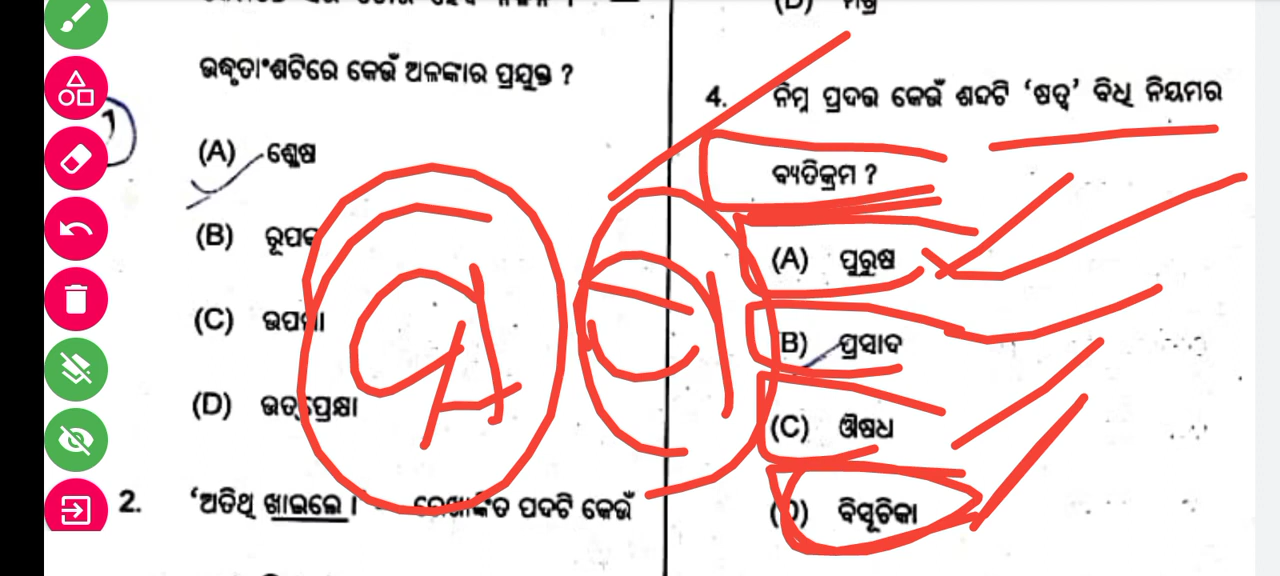 ଉଦ୍ଧୃତାଂଶଟିରେ କେଉଁ ଅଳଙ୍କାର ପ୍ରଯୁକ୍ତ ?
(A) ଶ୍ଳେଷ
(B) ରୂପକ
(C) ଉପମା
(D) ଉତ୍ପ୍ରେକ୍ଷା
2. ‘ଅତିଥି ଖାଇଲେ । ରେଖାଙ୍କିତ ପଦଟି କେଉଁ
4. ନିମ୍ନ ପ୍ରଦତ୍ତ କେଉଁ ଶବ୍ଦଟି ‘ଷତ୍ୱ’ ବିଧି ନିୟମର
ବ୍ୟତିକ୍ରମ ?
(A) ପୁରୁଷ
(B) ପ୍ରସାଦ
(C) ଔଷଧ
(D) ବିସୂଚିକା